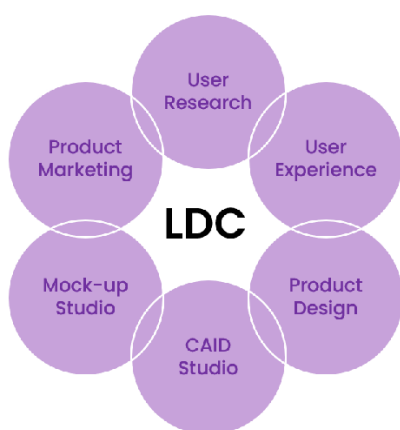 User
Research
Product
Marketing
User
Experience
LDC
Mock-up
Studio
Product
Design
CAID
Studio